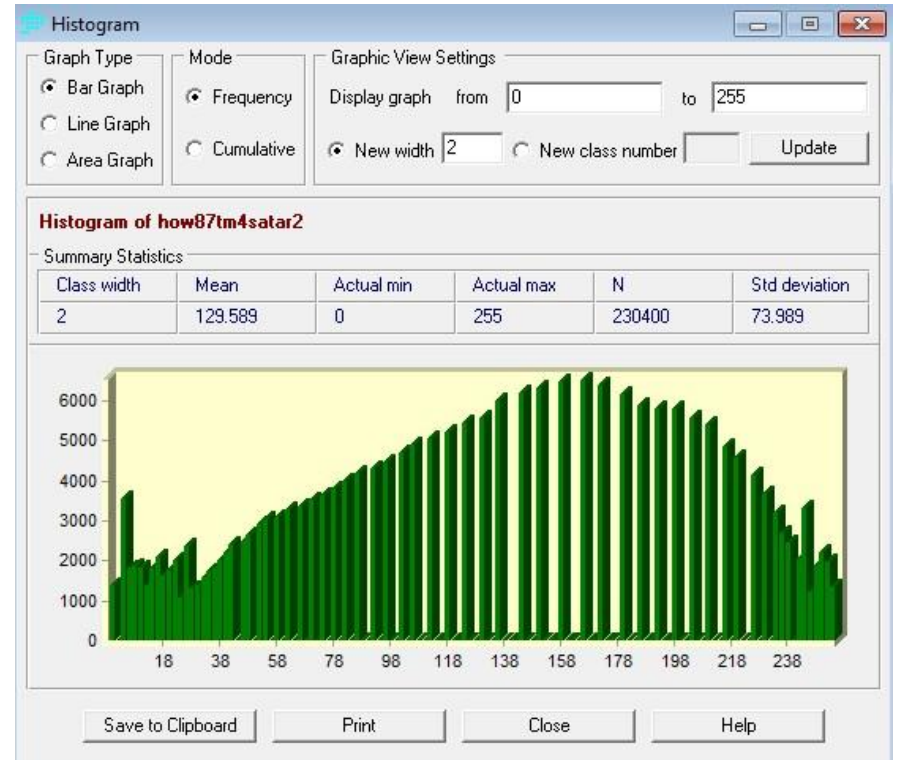 Histogram
Graph Type
Mode
Graphic View Settings
Bar Graph
Line Graph
Area Graph
Frequency
Cumulative
Display graph from 0 to 255
New width 2 New class number Update
Histogram of how87tm4satar2
Summary Statistics
Class width Mean Actual min Actual max N Std deviation
2 129.589 0 255 230400 73.989
6000
5000
4000
3000
2000
1000
0
18 38 58 78 98 118 138 158 178 198 218 238
Save to Clipboard Print Close Help